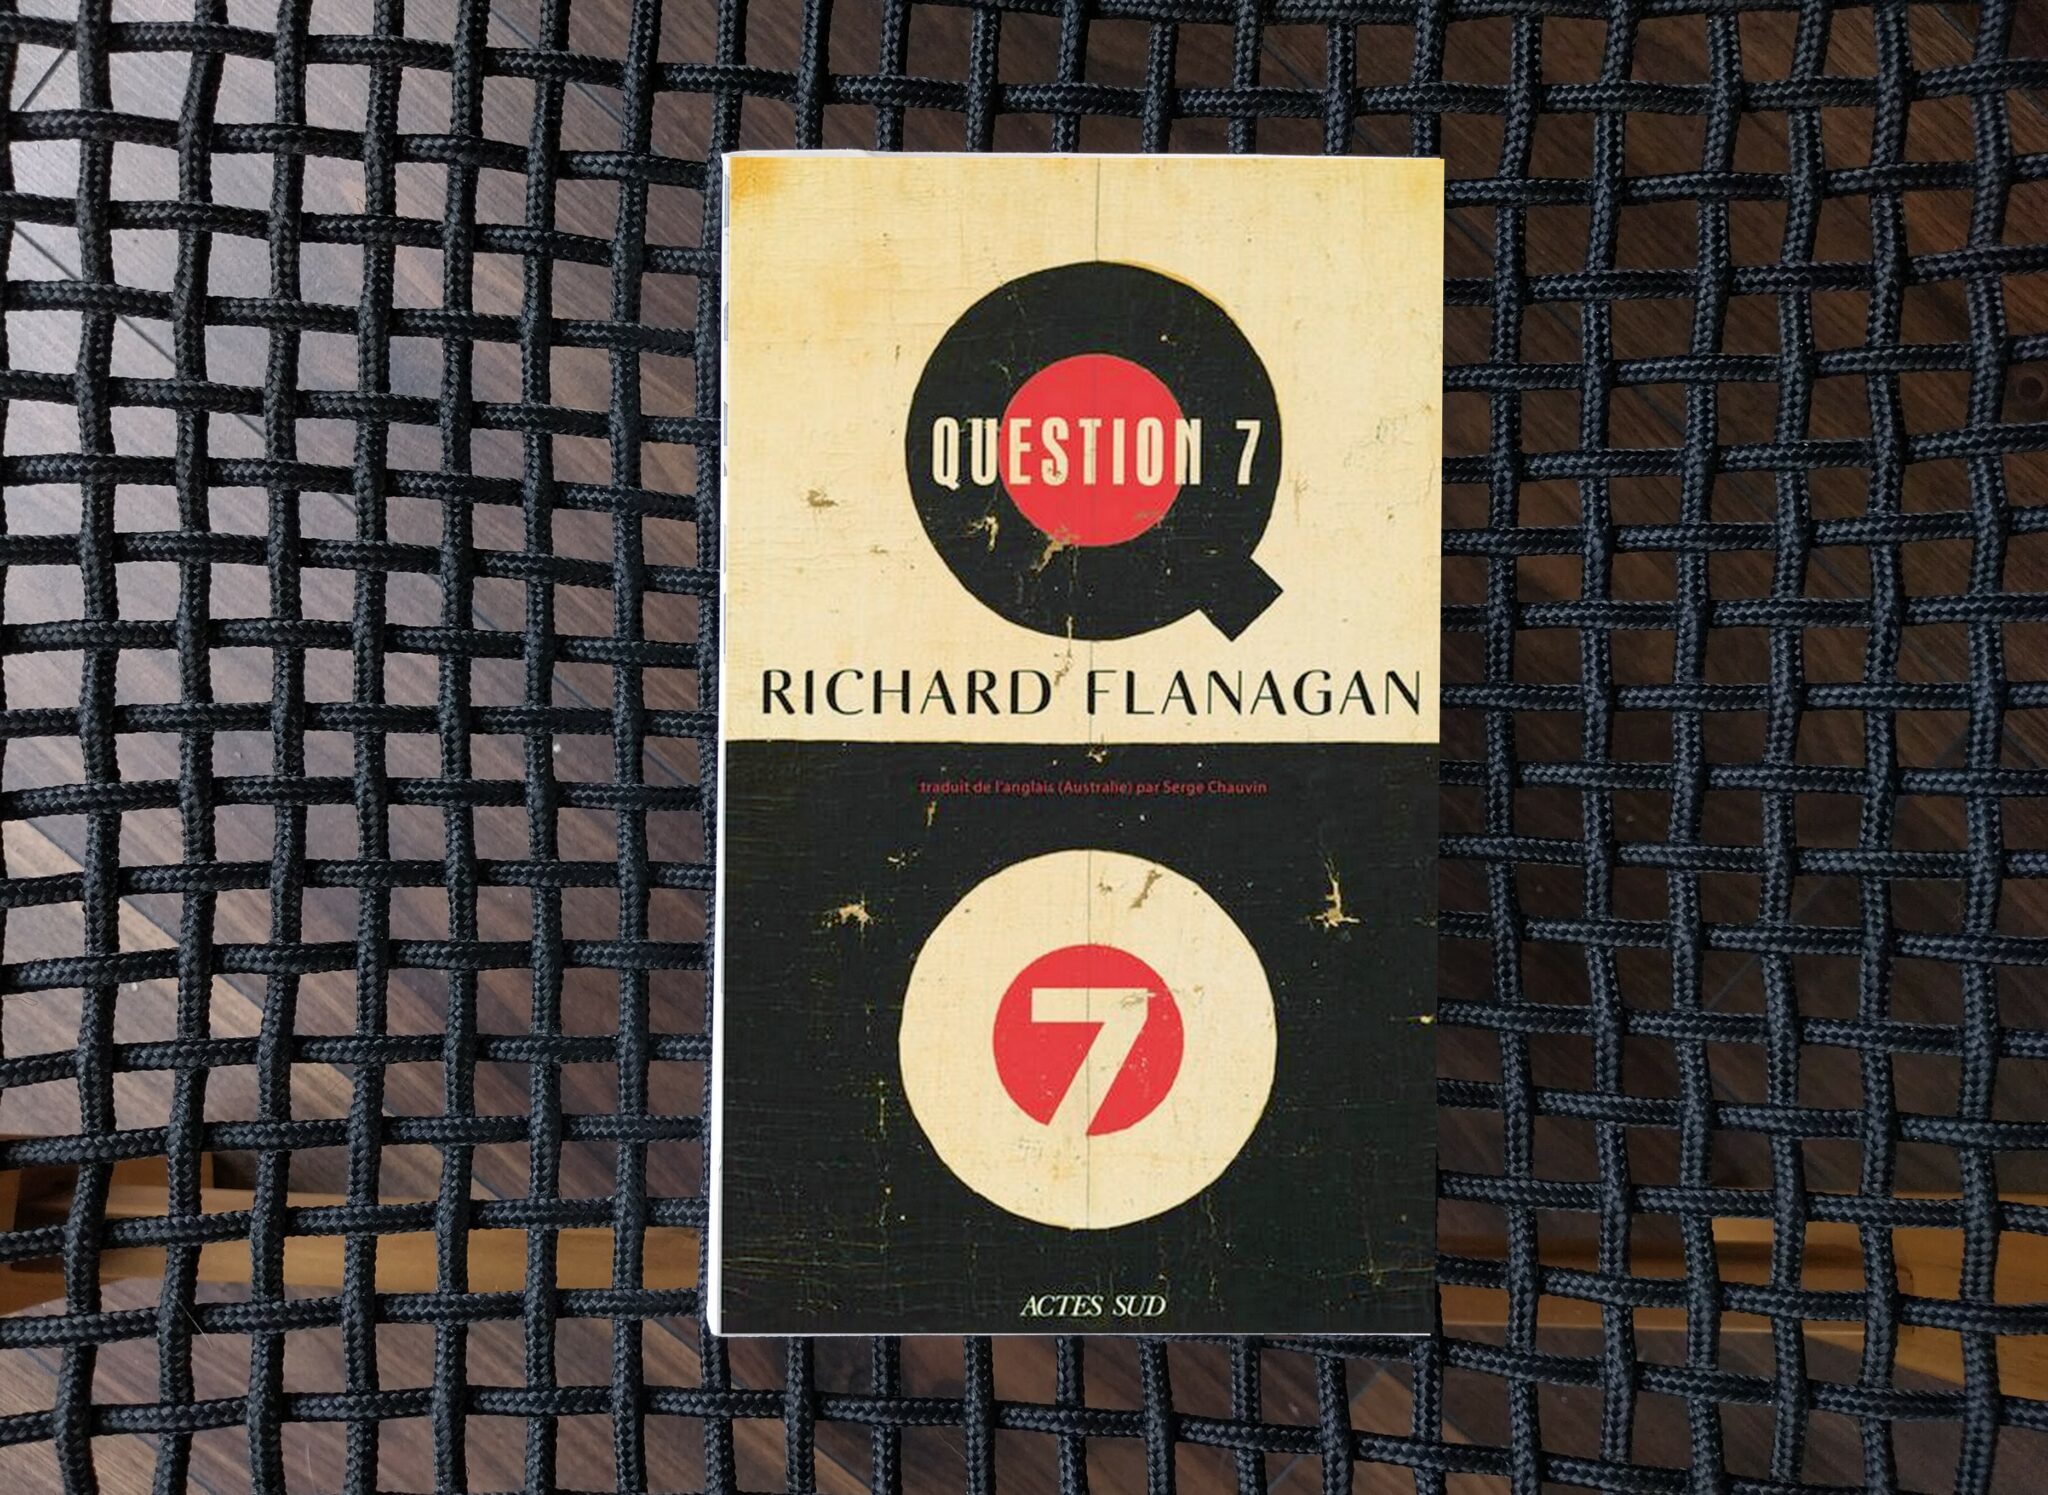 QUESTION 7
RICHARD FLANAGAN
traduit de l'anglais (Australie) par Serge Chauvin
7
ACTES SUD